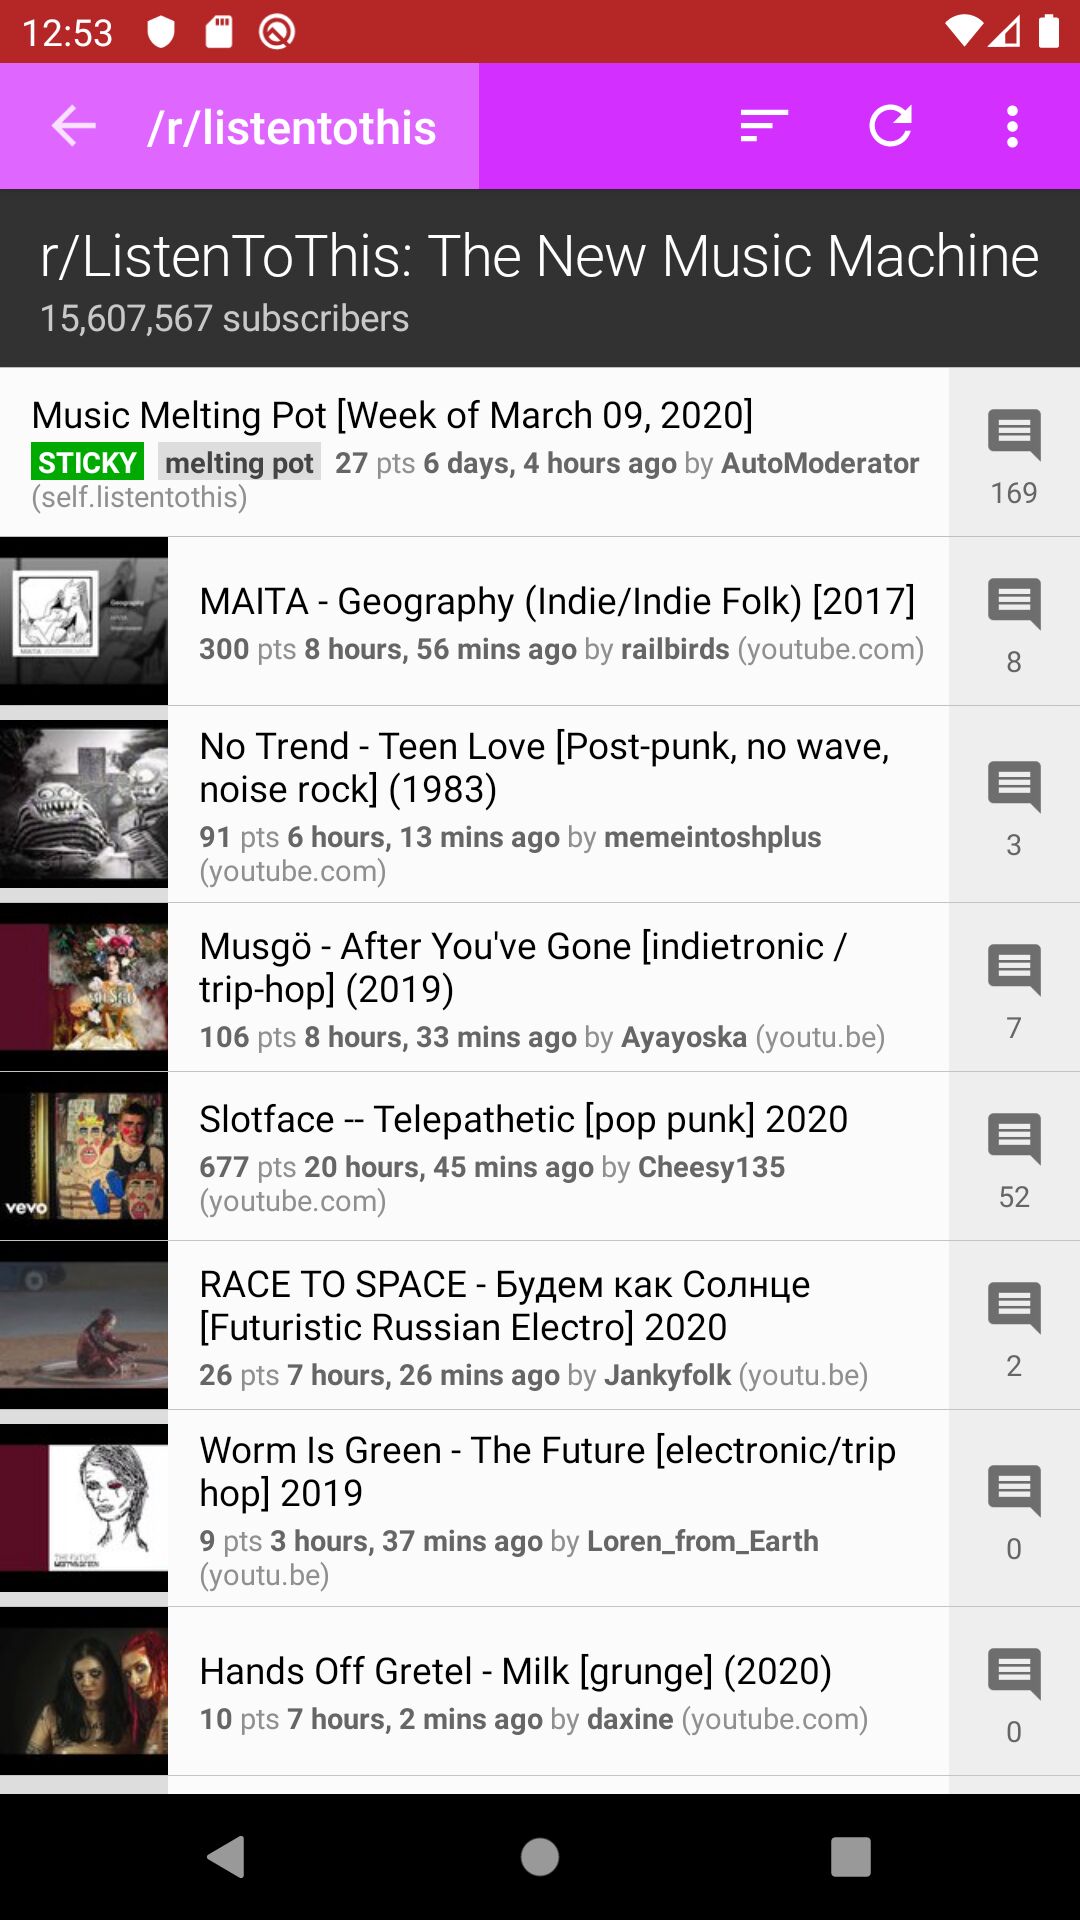 12:53
/r/listentothis
r/ListenToThis: The New Music Machine
15,607,567 subscribers
Music Melting Pot [Week of March 09, 2020]
STICKY melting pot 27 pts 6 days, 4 hours ago by AutoModerator
(self.listentothis)
169
MAITA - Geography (Indie/Indie Folk) [2017]
300 pts 8 hours, 56 mins ago by railbirds (youtube.com)
8
No Trend - Teen Love [Post-punk, no wave,
noise rock] (1983)
91 pts 6 hours, 13 mins ago by memeintoshplus
(youtube.com)
3
Musgö - After You've Gone [indietronic /
trip-hop] (2019)
106 pts 8 hours, 33 mins ago by Ayayoska (youtu.be)
7
vevo
Slotface -- Telepathetic [pop punk] 2020
677 pts 20 hours, 45 mins ago by Cheesy135
(youtube.com)
52
RACE TO SPACE - Будем как Солнце
[Futuristic Russian Electro] 2020
26 pts 7 hours, 26 mins ago by Jankyfolk (youtu.be)
2
Worm Is Green - The Future [electronic/trip
hop] 2019
9 pts 3 hours, 37 mins ago by Loren_from_Earth
(youtu.be)
0
Hands Off Gretel - Milk [grunge] (2020)
10 pts 7 hours, 2 mins ago by daxine (youtube.com)
0